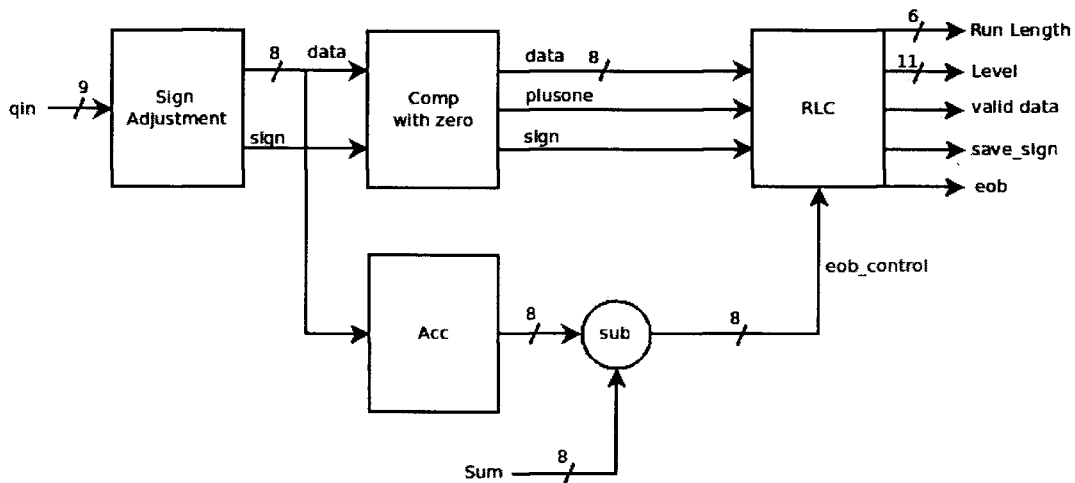 6
Run Length
8
data
data
8
11
Level
qin
9
Sign
Adjustment
Comp
with zero
plusone
RLC
valid data
sign
sign
save_sign
eob
eob_control
Acc
8
sub
8
Sum
8